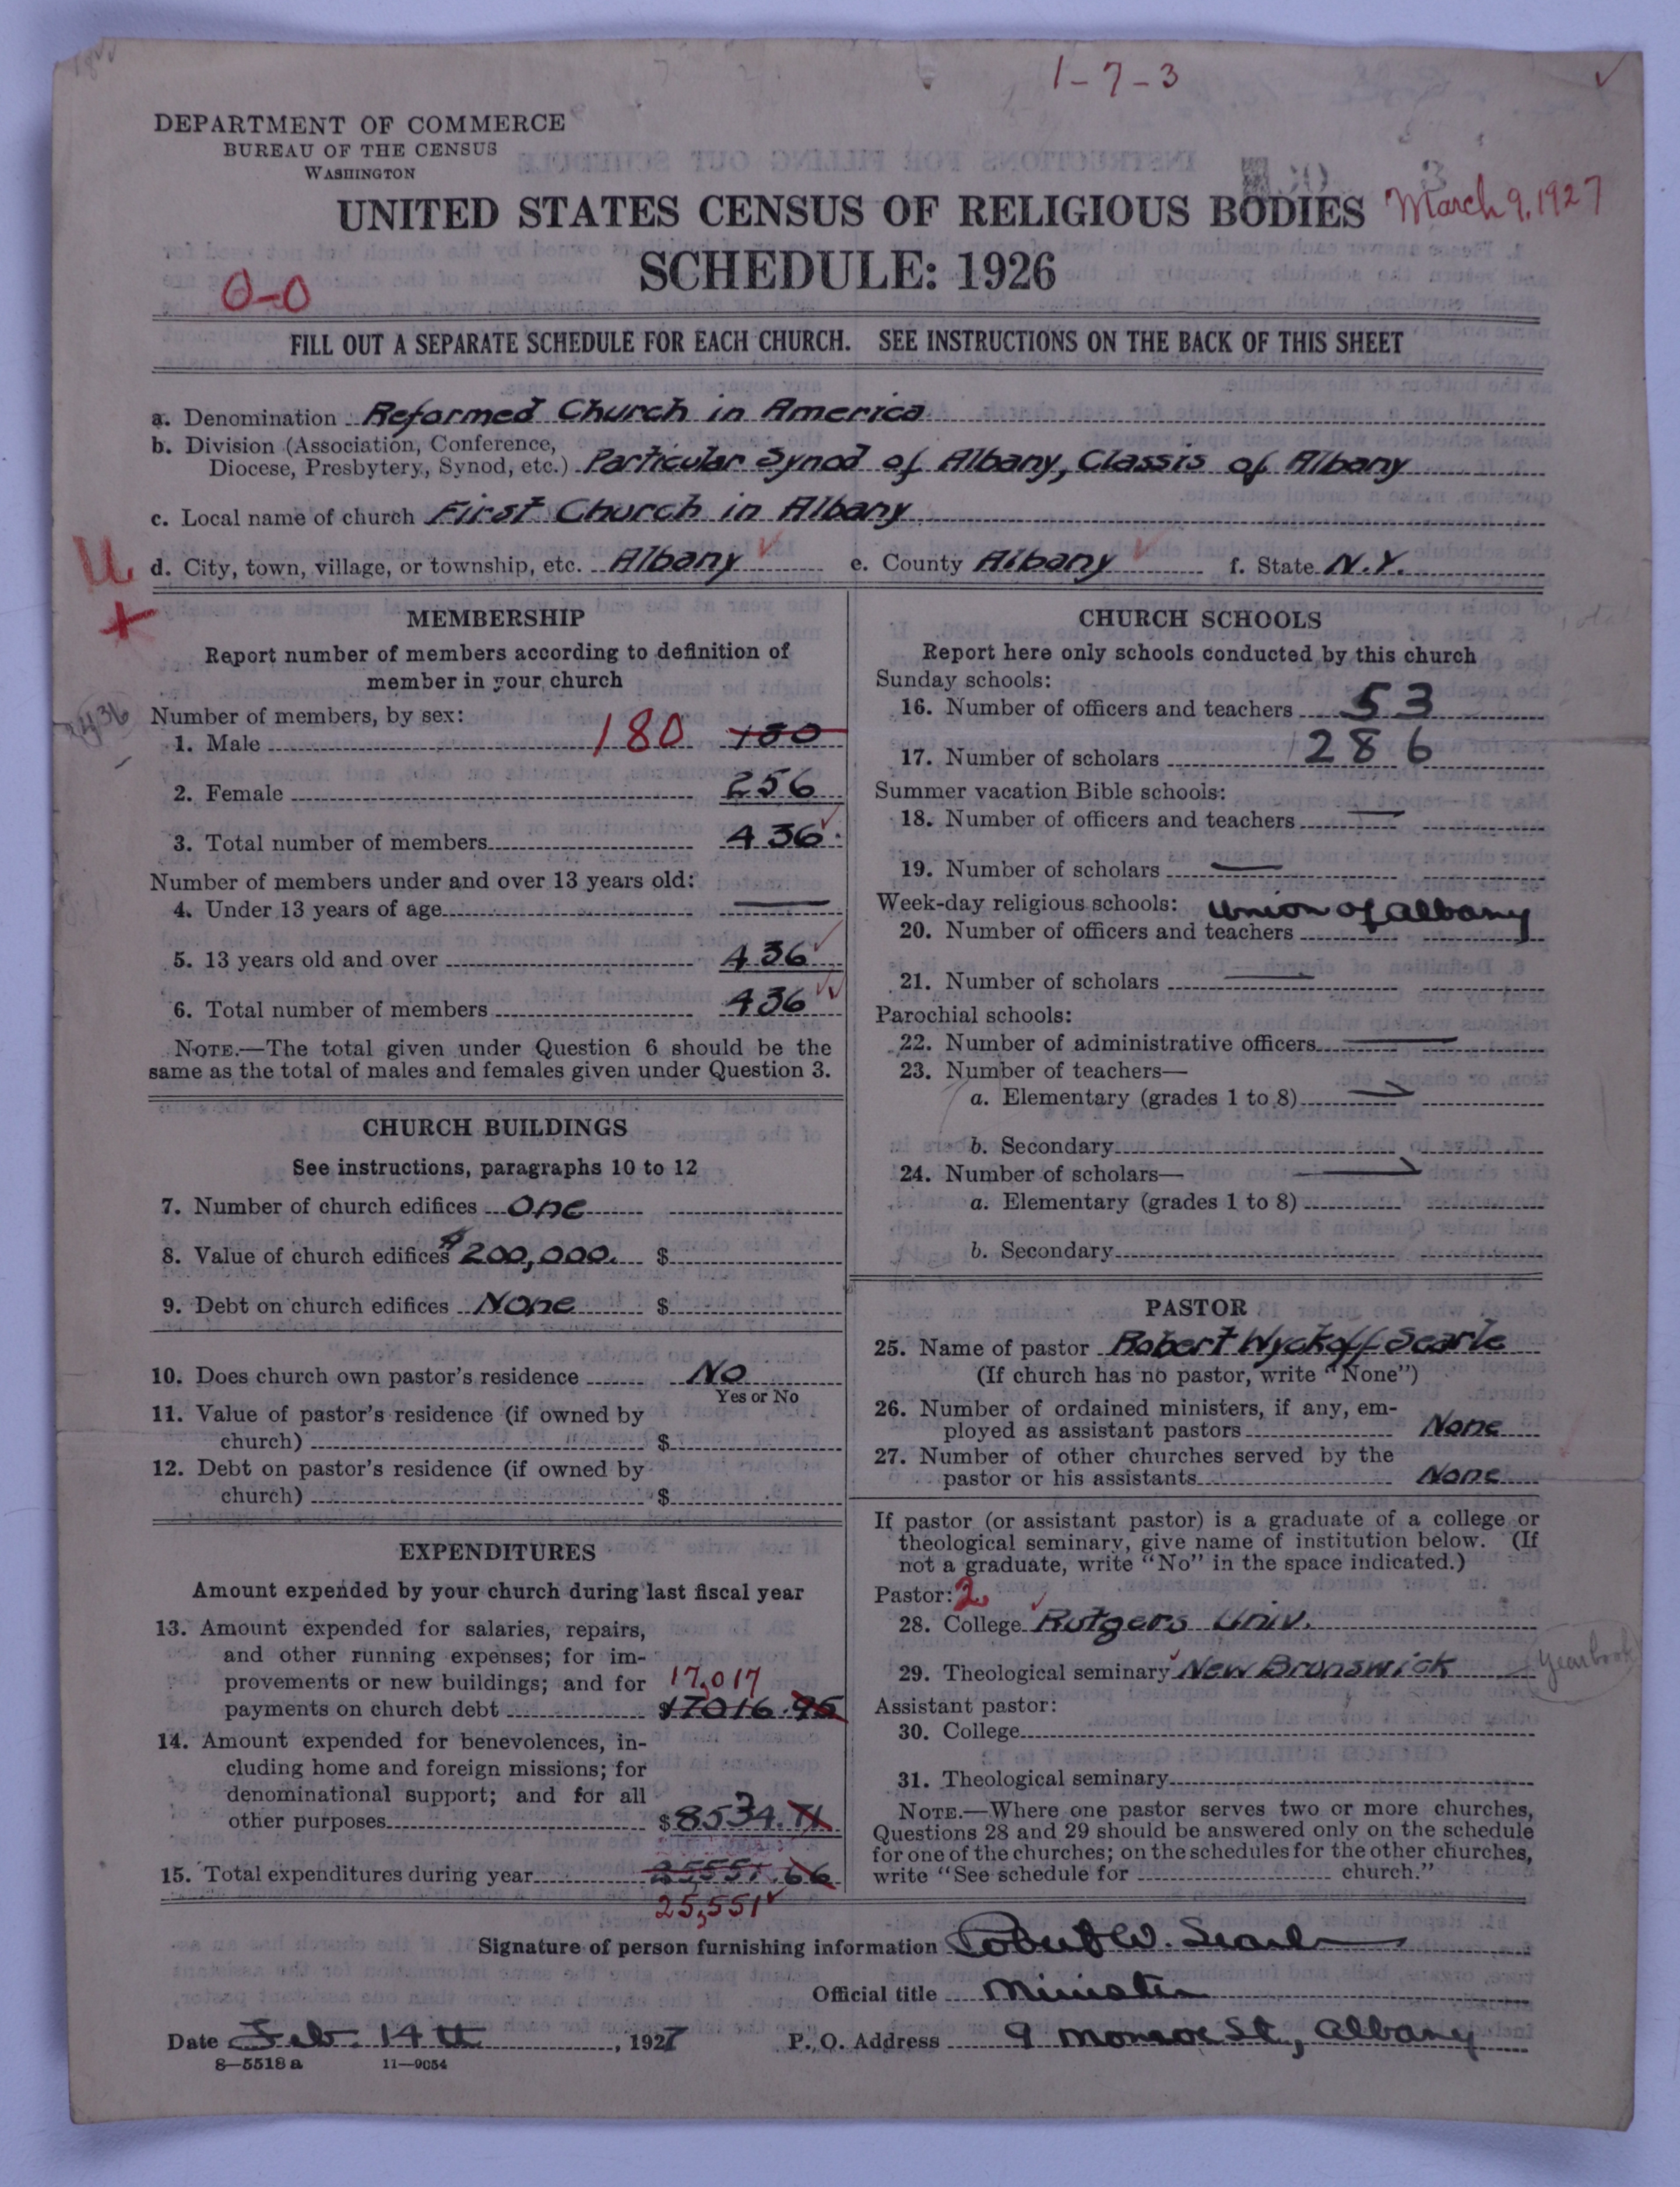 1-7-3
DEPARTMENT OF COMMERCE
BUREAU OF THE CENSUS
WASHINGTON
UNITED STATES CENSUS OF RELIGIOUS BODIES
March 9, 1927
SCHEDULE: 1926
0-0
FILL OUT A SEPARATE SCHEDULE FOR EACH CHURCH. SEE INSTRUCTIONS ON THE BACK OF THIS SHEET
a. Denomination Reformed Church in America
b. Division (Association, Conference,
Diocese, Presbytery, Synod, etc.) Particular Synod of Albany, Classis of Albany
c. Local name of church First Church in Albany
d. City, town, village, or township, etc. Albany e. County Albany f. State N.Y.
MEMBERSHIP
Report number of members according to definition of
member in your church
Number of members, by sex:
1. Male 180 180
2. Female 256
3. Total number of members 436
Number of members under and over 13 years old:
4. Under 13 years of age —
5. 13 years old and over 436
6. Total number of members 436
NOTE.—The total given under Question 6 should be the
same as the total of males and females given under Question 3.
CHURCH BUILDINGS
See instructions, paragraphs 10 to 12
7. Number of church edifices One
8. Value of church edifices $200,000. $
9. Debt on church edifices None $
10. Does church own pastor's residence No
Yes or No
11. Value of pastor's residence (if owned by
church) $
12. Debt on pastor's residence (if owned by
church) $
EXPENDITURES
Amount expended by your church during last fiscal year
13. Amount expended for salaries, repairs,
and other running expenses; for im-
provements or new buildings; and for 17,017
payments on church debt $17016.95
14. Amount expended for benevolences, in-
cluding home and foreign missions; for
denominational support; and for all
other purposes $8534.71
15. Total expenditures during year 25551.66
25,551
CHURCH SCHOOLS
Report here only schools conducted by this church
Sunday schools:
16. Number of officers and teachers 53
17. Number of scholars 286
Summer vacation Bible schools:
18. Number of officers and teachers —
19. Number of scholars —
Week-day religious schools: Union of Albany
20. Number of officers and teachers
21. Number of scholars —
Parochial schools:
22. Number of administrative officers —
23. Number of teachers—
a. Elementary (grades 1 to 8) —
b. Secondary
24. Number of scholars— —
a. Elementary (grades 1 to 8)
b. Secondary
PASTOR
25. Name of pastor Robert Wyckoff Searle
(If church has no pastor, write "None")
26. Number of ordained ministers, if any, em-
ployed as assistant pastors None
27. Number of other churches served by the
pastor or his assistants None
If pastor (or assistant pastor) is a graduate of a college or
theological seminary, give name of institution below. (If
not a graduate, write "No" in the space indicated.)
Pastor: 2
28. College Rutgers Univ.
29. Theological seminary New Brunswick
yearbook
Assistant pastor:
30. College
31. Theological seminary
NOTE.—Where one pastor serves two or more churches,
Questions 28 and 29 should be answered only on the schedule
for one of the churches; on the schedules for the other churches,
write "See schedule for church."
Signature of person furnishing information Robert W. Searle
Official title Minister
Date Feb. 14th, 1927 P. O. Address 9 Monroe St., Albany
8—5518a 11—9054